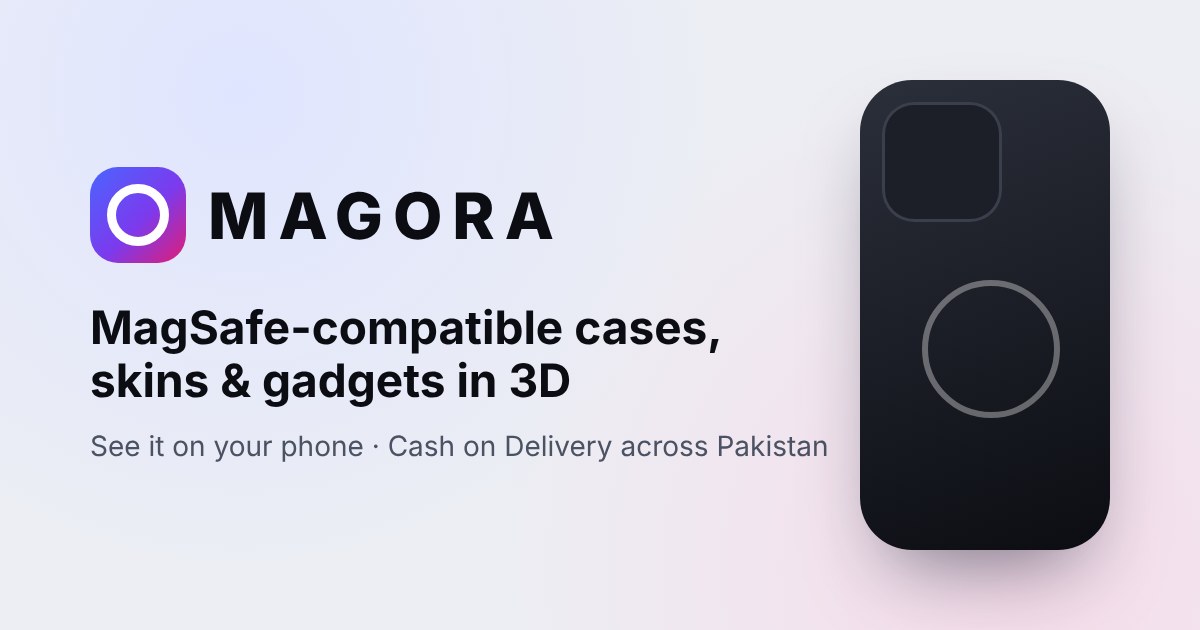 MAGORA
MagSafe-compatible cases,
skins & gadgets in 3D
See it on your phone · Cash on Delivery across Pakistan